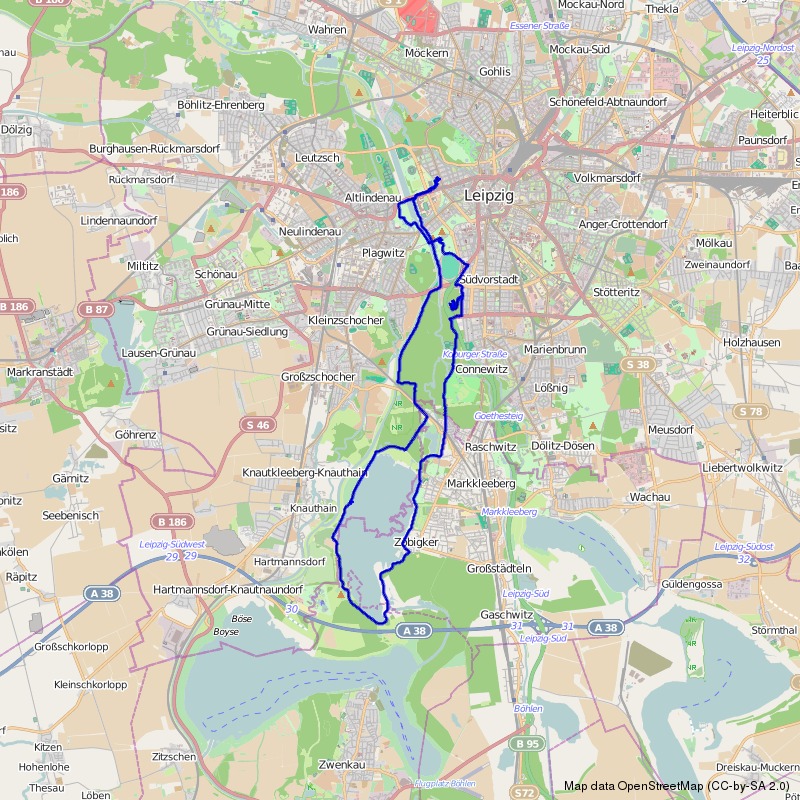 B 186
S 1
Mockau-Nord
Thekla
Essener Straße
Wahren
Möckern
Mockau-Süd
Leipzig-Nordost
25
Gohlis
Böhlitz-Ehrenberg
Schönefeld-Abtnaundorf
Heiterblic
Dölzig
Burghausen-Rückmarsdorf
Leutzsch
Paunsdorf
Rückmarsdorf
Volkmarsdorf
186
Altlindenau
Leipzig
Lindennaundorf
Anger-Crottendorf
Neulindenau
Mölkau
Plagwitz
Miltitz
Schönau
Südvorstadt
Zweinaundorf
Stötteritz
B 186
B 87
Grünau-Mitte
Kleinzschocher
Grünau-Siedlung
Holzhausen
Lausen-Grünau
Koburger Straße
Marienbrunn
Markranstädt
Connewitz
S 38
Großzschocher
Lößnig
NR
Goethesteig
S 78
S 46
NR
Meusdorf
Göhrenz
Raschwitz
Dölitz-Dösen
Knautkleeberg-Knauthain
Liebertwolkwitz
Gärnitz
Markkleeberg
Wachau
Seebenisch
Knauthain
Markkleeberg
B 186
Leipzig-Südwest
29, 29
Zöbigker
Leipzig-Südost
32
Hartmannsdorf
Großstädteln
Räpitz
Güldengossa
A 38
Hartmannsdorf-Knautnaundorf
Leipzig-Süd
30
Gaschwitz
31
31
A 38
A 38
Böse
Boyse
Leipzig-Süd
Störmthal
Großschkorlopp
Kleinschkorlopp
Böhlen
Kitzen
Zitzschen
B 95
Hohenlohe
Zwenkau
Dreiskau-Muckern
Thesau
Flugplatz Böhlen
Löben
S72
Map data OpenStreetMap (CC-by-SA 2.0)